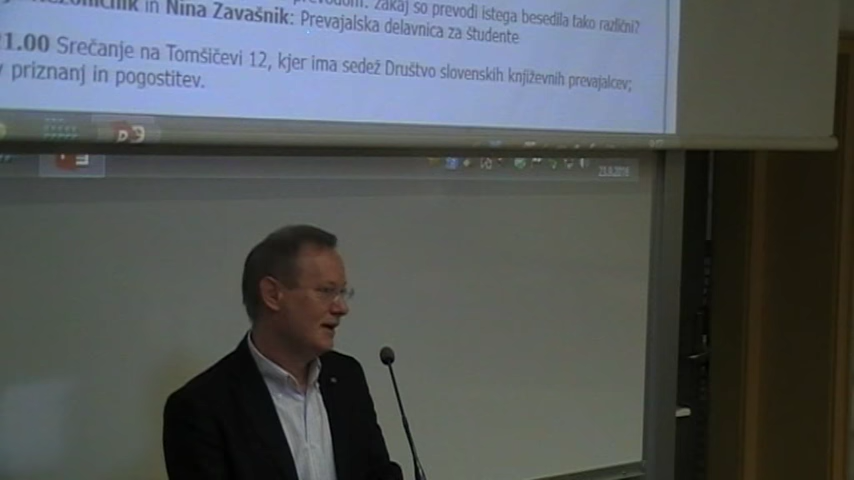 prevodom: zakaj so prevodi istega besedila tako različni?
in Nina Zavašnik: Prevajalska delavnica za študente
21.00 Srečanje na Tomšičevi 12, kjer ima sedež Društvo slovenskih književnih prevajalcev;
priznanj in pogostitev.